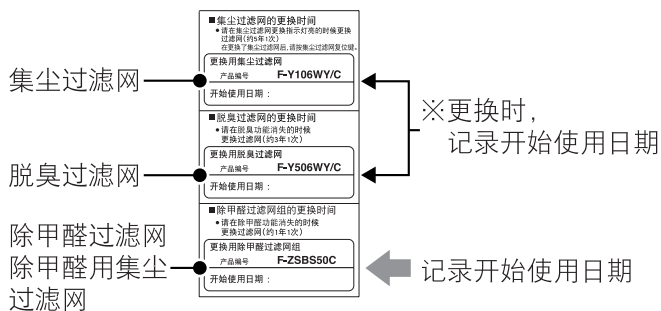 ■集尘过滤网的更换时间
●请在集尘过滤网更换指示灯亮的时候更换
过滤网(约5年1次)
在更换了集尘过滤网后,请按集尘过滤网复位键。
更换用集尘过滤网
产品编号 F-Y106WY/C
开始使用日期：
■脱臭过滤网的更换时间
●请在脱臭功能消失的时候
更换过滤网(约3年1次)
更换用脱臭过滤网
产品编号 F-Y506WY/C
开始使用日期：
■除甲醛过滤网组的更换时间
●请在除甲醛功能消失的时候
更换过滤网(约1年1次)
更换用除甲醛过滤网组
产品编号 F-ZSBS50C
开始使用日期：
集尘过滤网
脱臭过滤网
除甲醛过滤网
除甲醛用集尘
过滤网
※更换时，
记录开始使用日期
记录开始使用日期